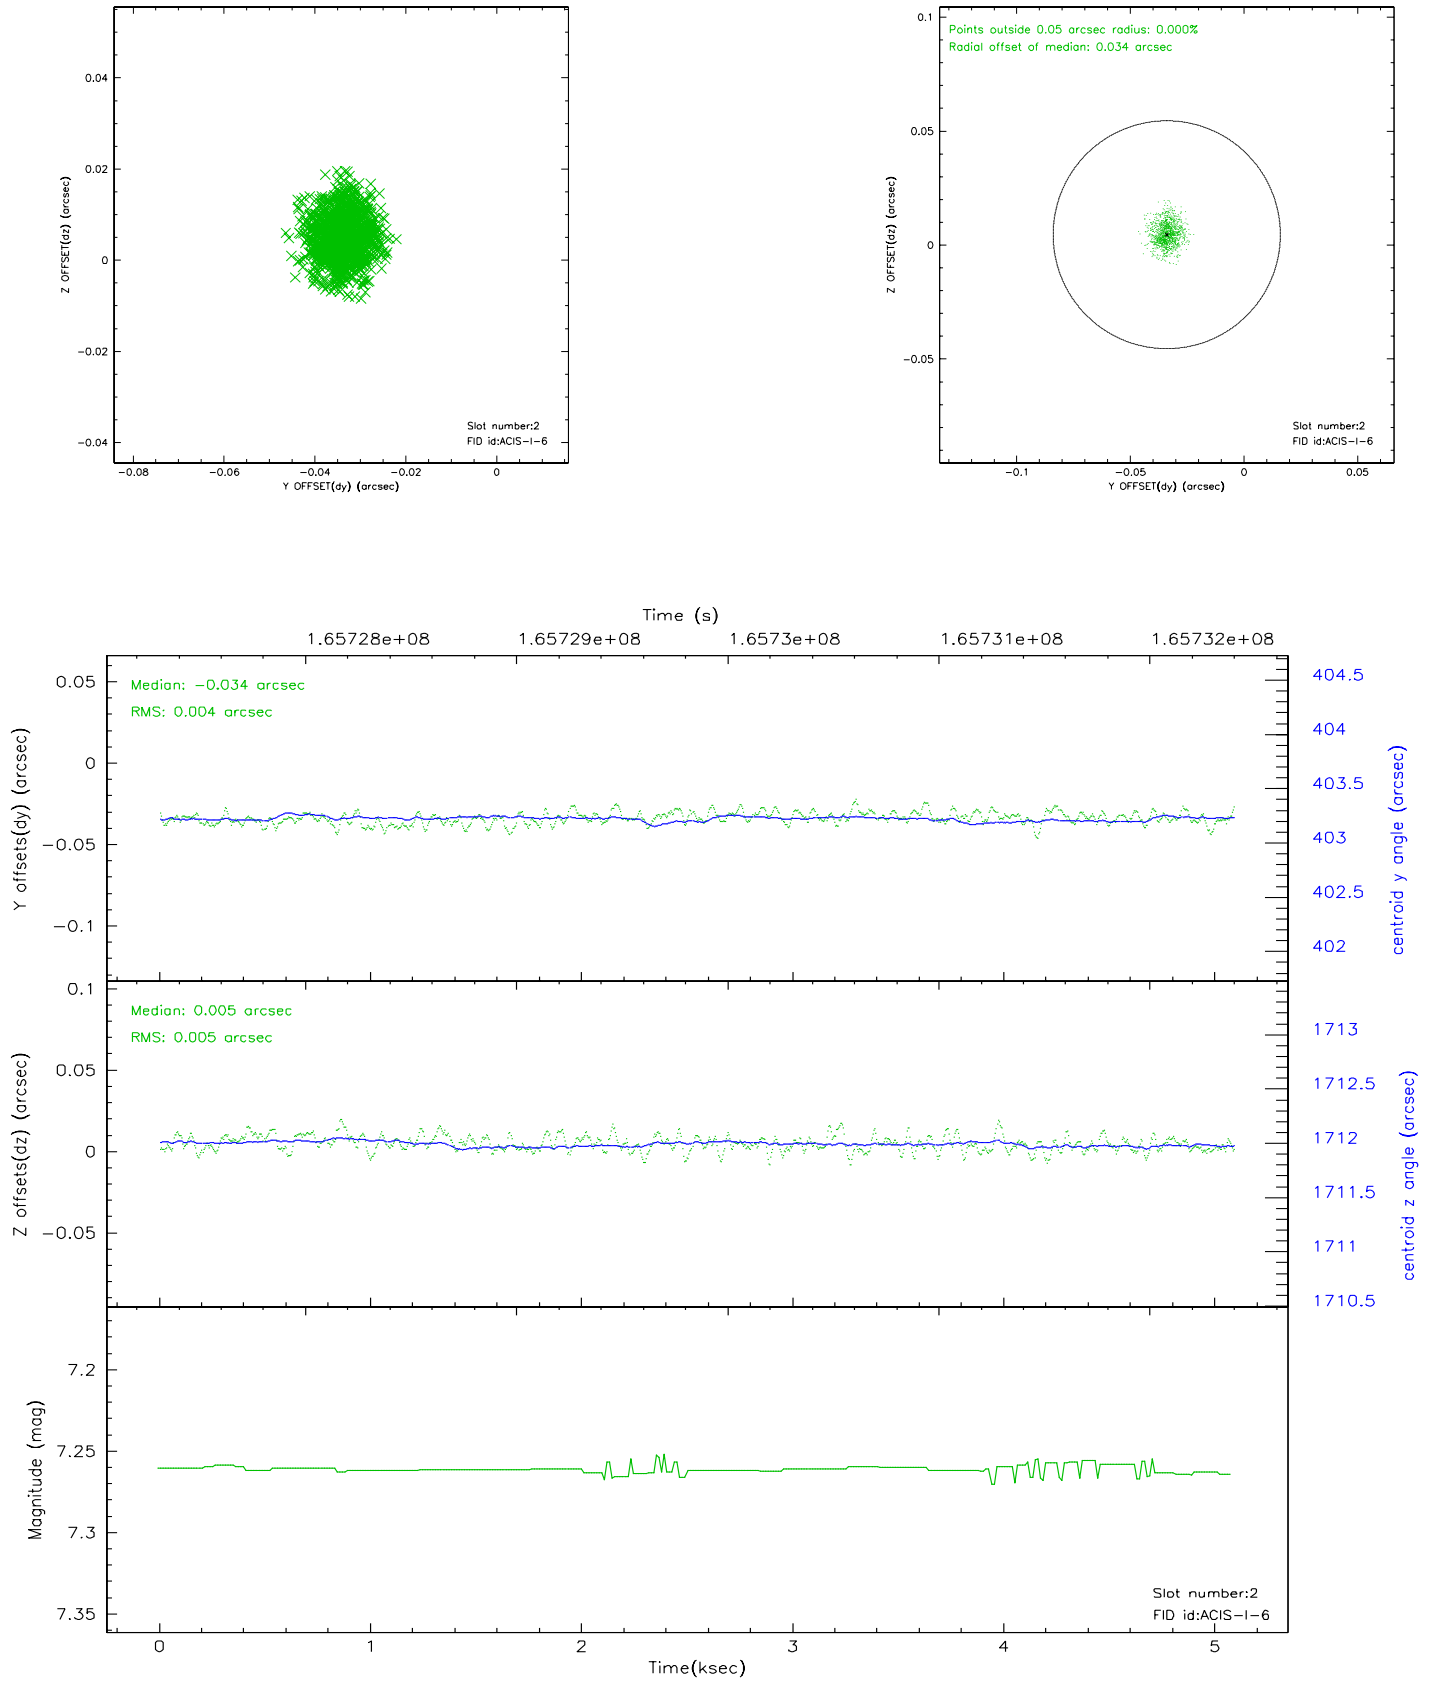 0.04
0.02
0
−0.02
−0.04
Z OFFSET(dz) (arcsec)
−0.08
−0.06
−0.04
−0.02
0
Y OFFSET(dy) (arcsec)
Slot number:2
FID id:ACIS−I−6
Points outside 0.05 arcsec radius: 0.000%
Radial offset of median: 0.034 arcsec
0.1
0.05
0
−0.05
Z OFFSET(dz) (arcsec)
−0.1
−0.05
0
0.05
Y OFFSET(dy) (arcsec)
Slot number:2
FID id:ACIS−I−6
Time (s)
1.65728e+08
1.65729e+08
1.6573e+08
1.65731e+08
1.65732e+08
Median: −0.034 arcsec
RMS: 0.004 arcsec
0.05
0
−0.05
−0.1
Y offsets(dy) (arcsec)
404.5
404
403.5
403
402.5
402
centroid y angle (arcsec)
Median: 0.005 arcsec
RMS: 0.005 arcsec
0.1
0.05
0
−0.05
Z offsets(dz) (arcsec)
1713
1712.5
1712
1711.5
1711
1710.5
centroid z angle (arcsec)
7.2
7.25
7.3
7.35
Magnitude (mag)
Slot number:2
FID id:ACIS−I−6
0
1
2
3
4
5
Time(ksec)